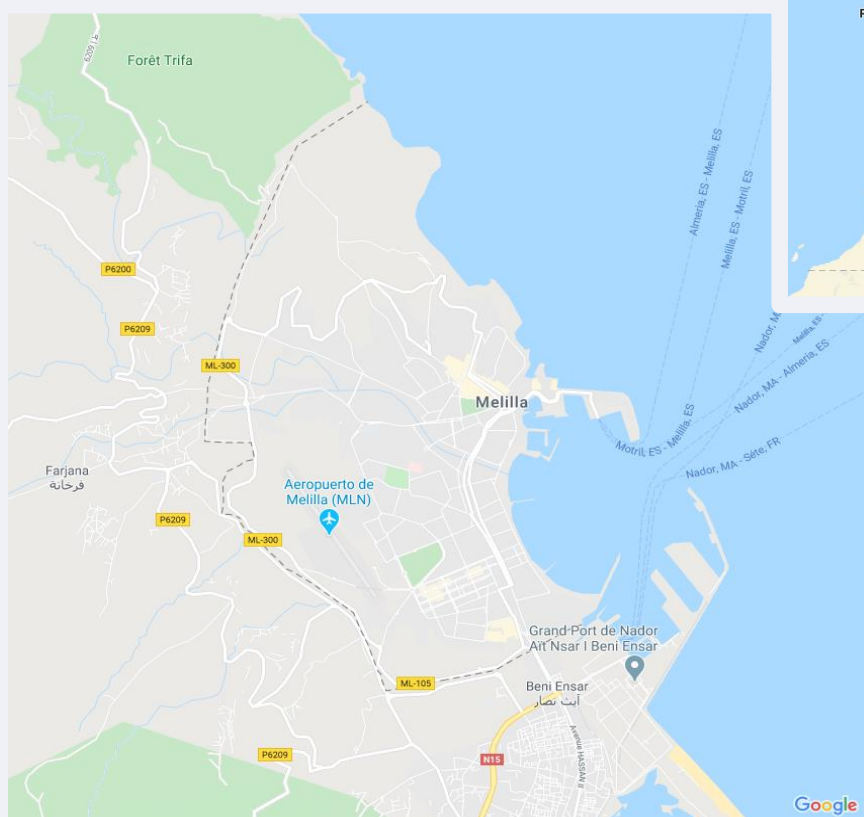 P
Forêt Trifa
P6209
P6200
P6209
ML-300
Melilla
Almeria, ES - Melilla, ES
Melilla, ES - Motril, ES
Nador, MA - Almeria, ES
Motril, ES - Melilla, ES
Nador, MA - Séte, FR
Farjana
فرخانة
Aeropuerto de
Melilla (MLN)
P6209
ML-300
Grand-Port de Nador
Aït Nsar I Beni Ensar
ML-105
Beni Ensar
آيت نصار
Avenue HASSAN II
P6209
N15
Google